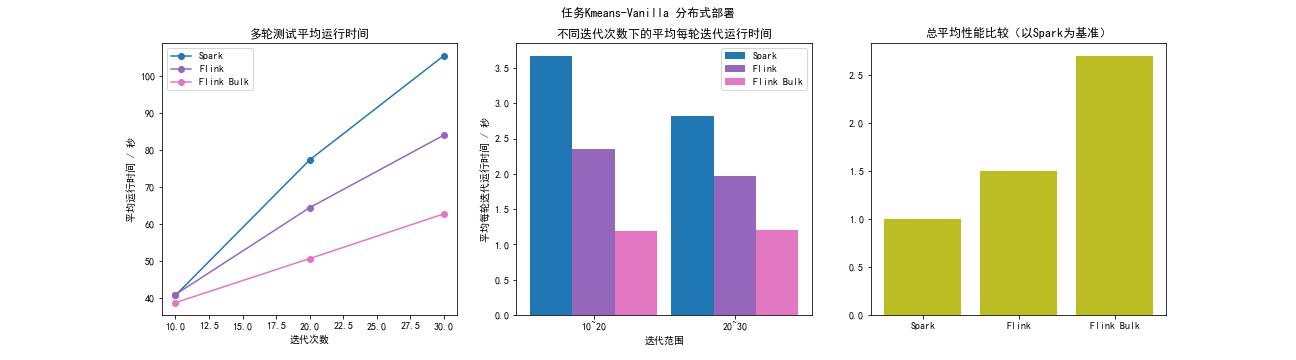 任务Kmeans-Vanilla 分布式部署
多轮测试平均运行时间
Spark
Flink
Flink Bulk
平均运行时间 / 秒
100
90
80
70
60
50
40
10.0 12.5 15.0 17.5 20.0 22.5 25.0 27.5 30.0
迭代次数
不同迭代次数下的平均每轮迭代运行时间
Spark
Flink
Flink Bulk
平均每轮迭代运行时间 / 秒
3.5
3.0
2.5
2.0
1.5
1.0
0.5
0.0
10~20 20~30
迭代范围
总平均性能比较（以Spark为基准）
2.5
2.0
1.5
1.0
0.5
0.0
Spark Flink Flink Bulk